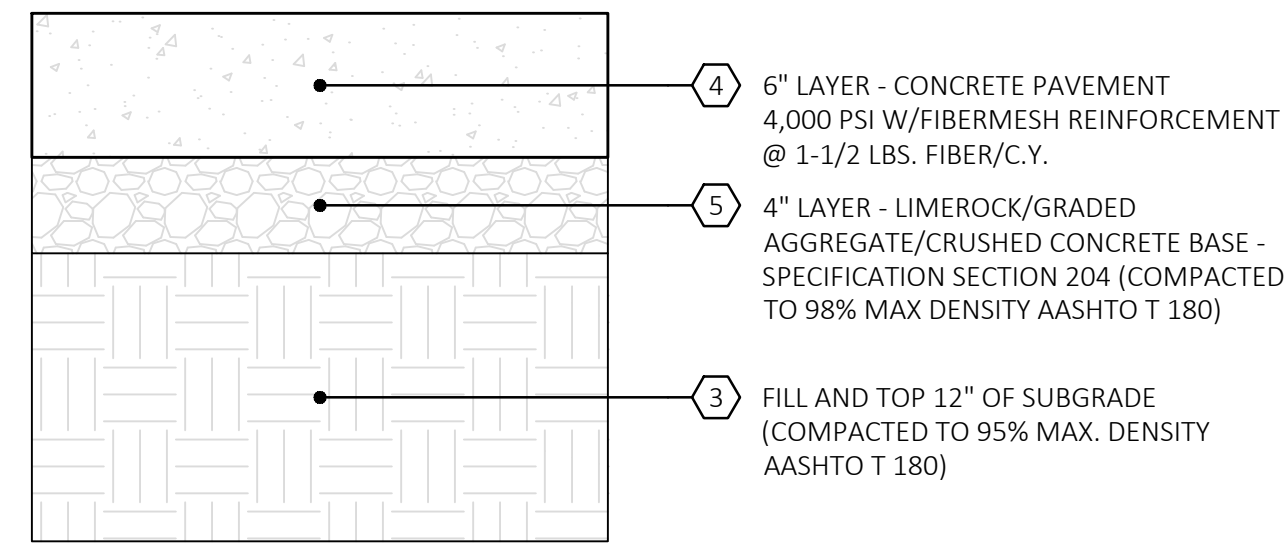 4
6" LAYER - CONCRETE PAVEMENT
4,000 PSI W/FIBERMESH REINFORCEMENT
@ 1-1/2 LBS. FIBER/C.Y.
5
4" LAYER - LIMEROCK/GRADED
AGGREGATE/CRUSHED CONCRETE BASE -
SPECIFICATION SECTION 204 (COMPACTED
TO 98% MAX DENSITY AASHTO T 180)
3
FILL AND TOP 12" OF SUBGRADE
(COMPACTED TO 95% MAX. DENSITY
AASHTO T 180)